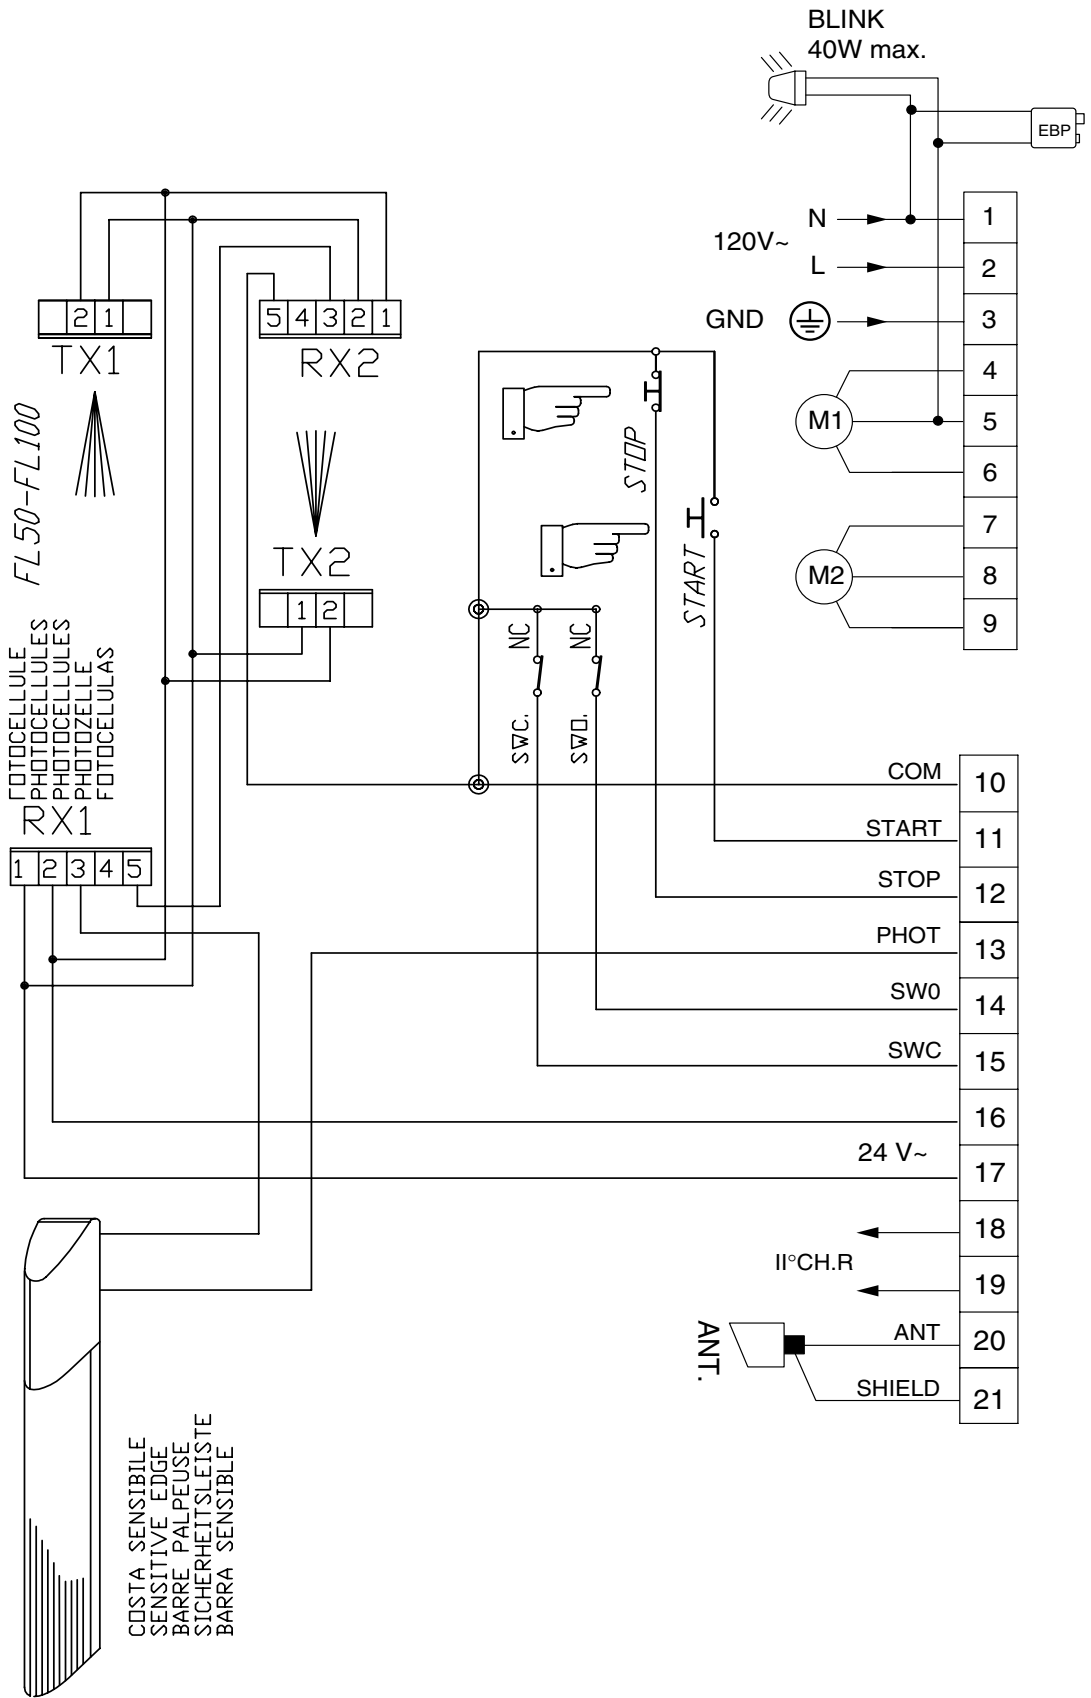 BLINK
40W max.
EBP
N
120V~
L
GND
1
2
3
4
5
6
7
8
9
M1
M2
2 1
TX1
5 4 3 2 1
RX2
FL50-FL100
TX2
1 2
STOP
START
NC
NC
SWC.
SWO.
FOTOCELLULE
PHOTOCELLULES
PHOTOCELLULES
PHOTOZELLE
FOTOCELULAS
RX1
1 2 3 4 5
COM 10
START 11
STOP 12
PHOT 13
SW0 14
SWC 15
16
24 V~
17
18
II°CH.R
19
ANT.
ANT 20
SHIELD 21
COSTA SENSIBILE
SENSITIVE EDGE
BARRE PALPEUSE
SICHERHEITSLEISTE
BARRA SENSIBLE